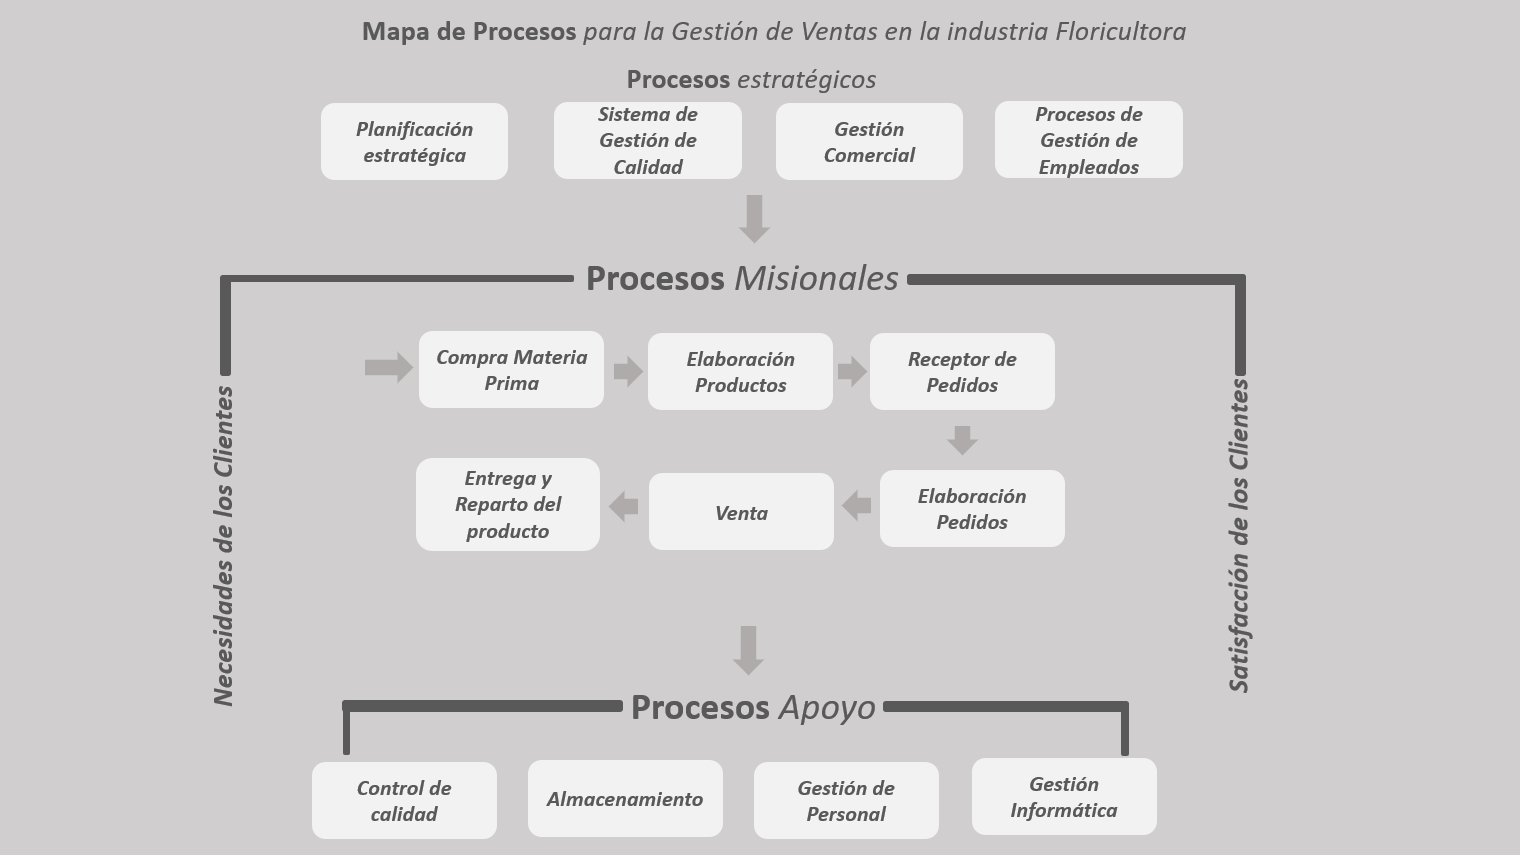 Mapa de Procesos para la Gestión de Ventas en la industria Floricultora
Procesos estratégicos
Planificación
estratégica
Sistema de
Gestión de
Calidad
Gestión
Comercial
Procesos de
Gestión de
Empleados
Procesos Misionales
Necesidades de los Clientes
Compra Materia
Prima
Elaboración
Productos
Receptor de
Pedidos
Entrega y
Reparto del
producto
Venta
Elaboración
Pedidos
Satisfacción de los Clientes
Procesos Apoyo
Control de
calidad
Almacenamiento
Gestión de
Personal
Gestión
Informática